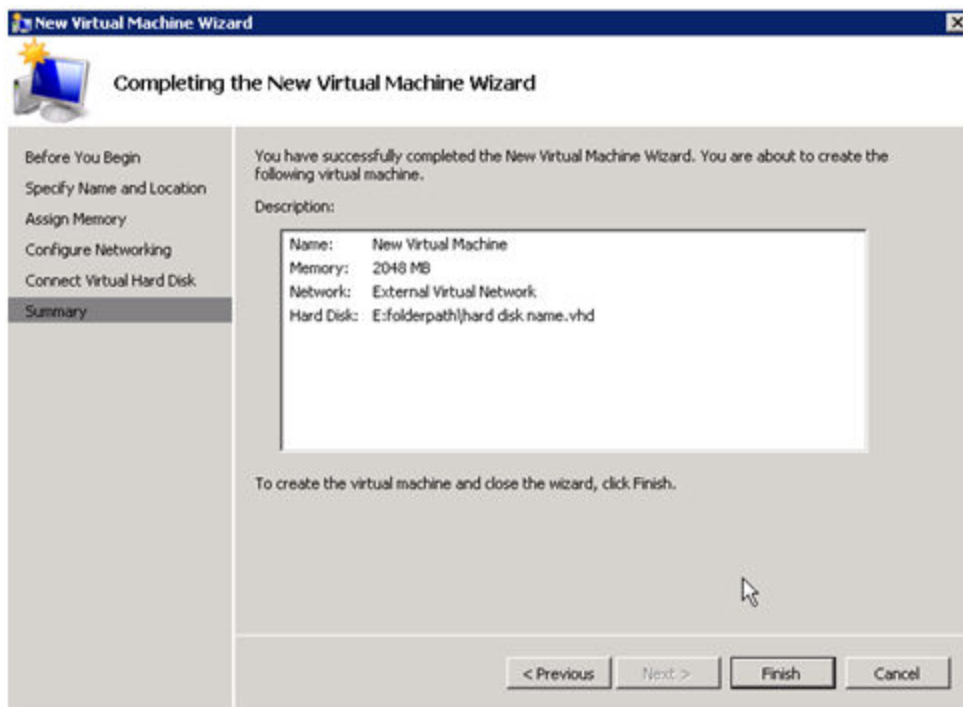 New Virtual Machine Wizard
Completing the New Virtual Machine Wizard
Before You Begin
Specify Name and Location
Assign Memory
Configure Networking
Connect Virtual Hard Disk
Summary
You have successfully completed the New Virtual Machine Wizard. You are about to create the
following virtual machine.
Description:
Name: New Virtual Machine
Memory: 2048 MB
Network: External Virtual Network
Hard Disk: E:folderpath\hard disk name.vhd
To create the virtual machine and close the wizard, click Finish.
< Previous Next > Finish Cancel